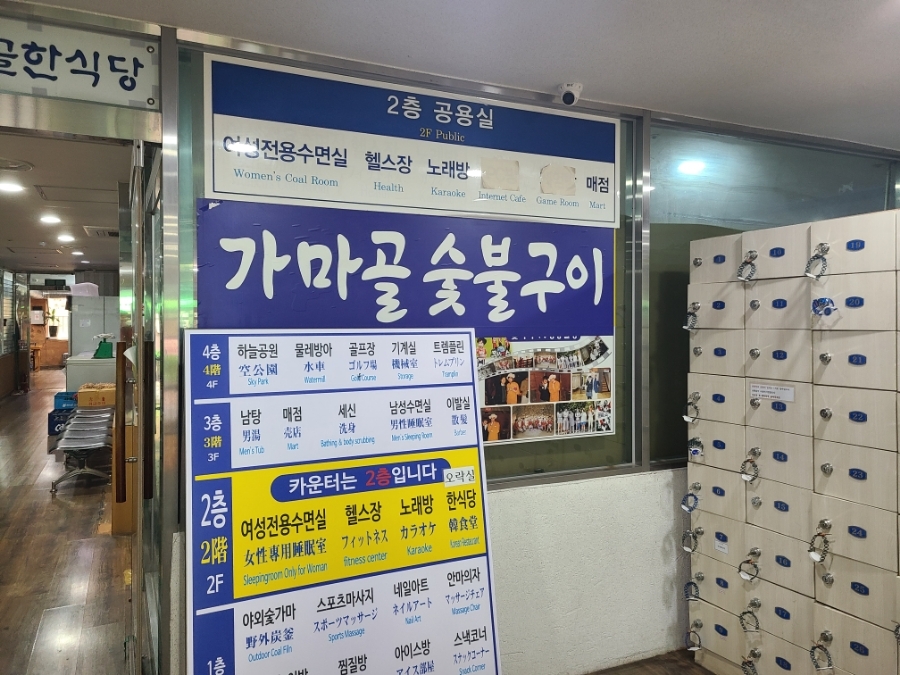 골한식당
2층 공용실
2F Public
여성전용수면실 헬스장 노래방 매점
Women's Coal Room Health Karaoke Internet Cafe Game Room Mart
가마골 숯불구이
4층 하늘공원 물레방아 골프장 기계실 트램플린
4階 空公園 水車 ゴルフ場 機械室 トレムプリン
4F Sky Park Watermill Golf Course Storage
3층 남탕 매점 세신 남성수면실 이발실
3階 男湯 売店 洗身 男性睡眠室 散髪
3F Men's Tub Mart Bathing & body scrubbing Men's Sleeping Room
카운터는 2층입니다 오락실
2층 여성전용수면실 헬스장 노래방 한식당
2階 女性専用睡眠室 フィットネス カラオケ 韓食堂
2F Sleepingroom Only for Woman fitness center Karaoke
야외숯가마 스포츠마사지 네일아트 안마의자
野外炭釜 スポーツマッサージ ネイルアート マッサージチェア
Outdoor Coal Sports Massage Nail Art Massage Chair
1층 찜질방 아이스방 스낵코너
アイス部屋 スナックコーナー
Snack Corner
19
20
21
22
23
24